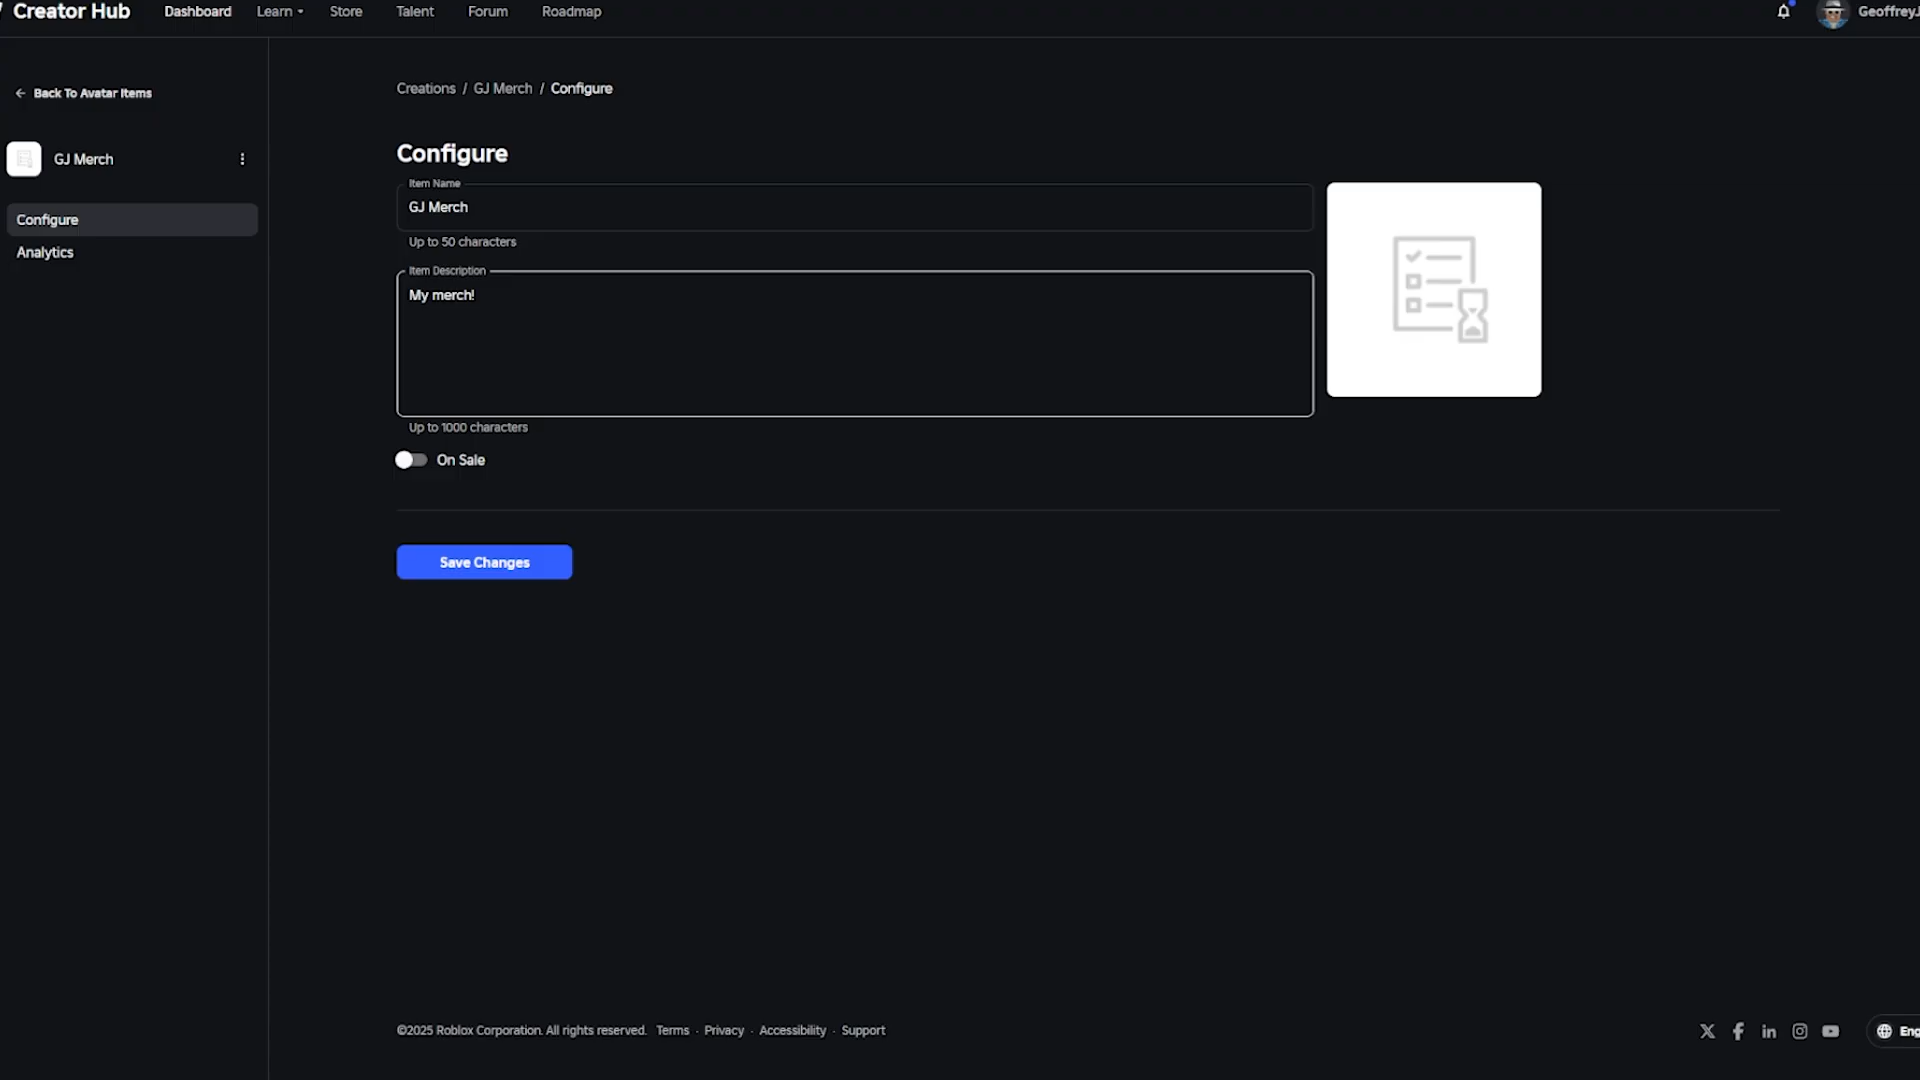 Creator Hub
Dashboard
Learn
Store
Talent
Forum
Roadmap
GeoffreyJ
Back To Avatar Items
GJ Merch
Configure
Analytics
Creations / GJ Merch / Configure
Configure
Item Name
GJ Merch
Up to 50 characters
Item Description
My merch!
Up to 1000 characters
On Sale
Save Changes
©2025 Roblox Corporation. All rights reserved. Terms · Privacy · Accessibility · Support
Eng